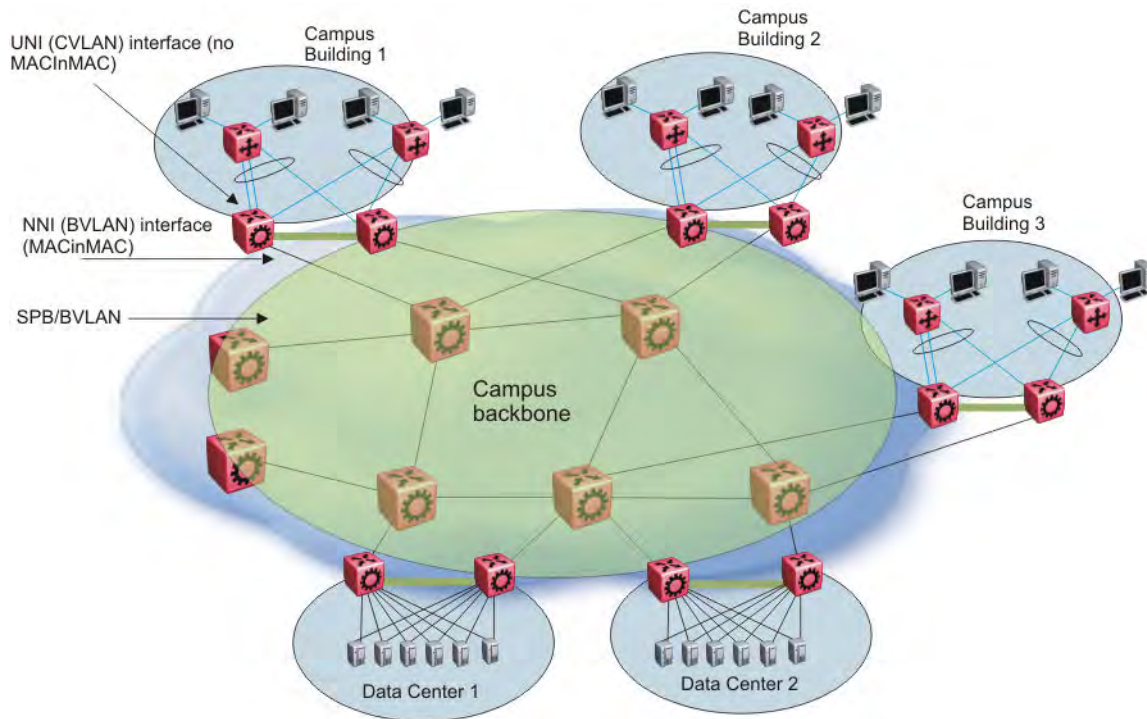 UNI (CVLAN) interface (no
MACInMAC)
Campus
Building 1
Campus
Building 2
NNI (BVLAN) interface
(MACinMAC)
Campus
Building 3
SPB/BVLAN
Campus
backbone
Data Center 1
Data Center 2